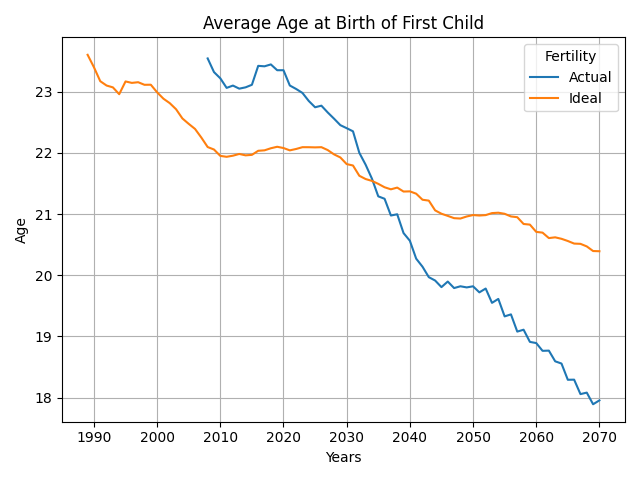 Average Age at Birth of First Child
Fertility
Actual
Ideal
Age
23
22
21
20
19
18
1990 2000 2010 2020 2030 2040 2050 2060 2070
Years